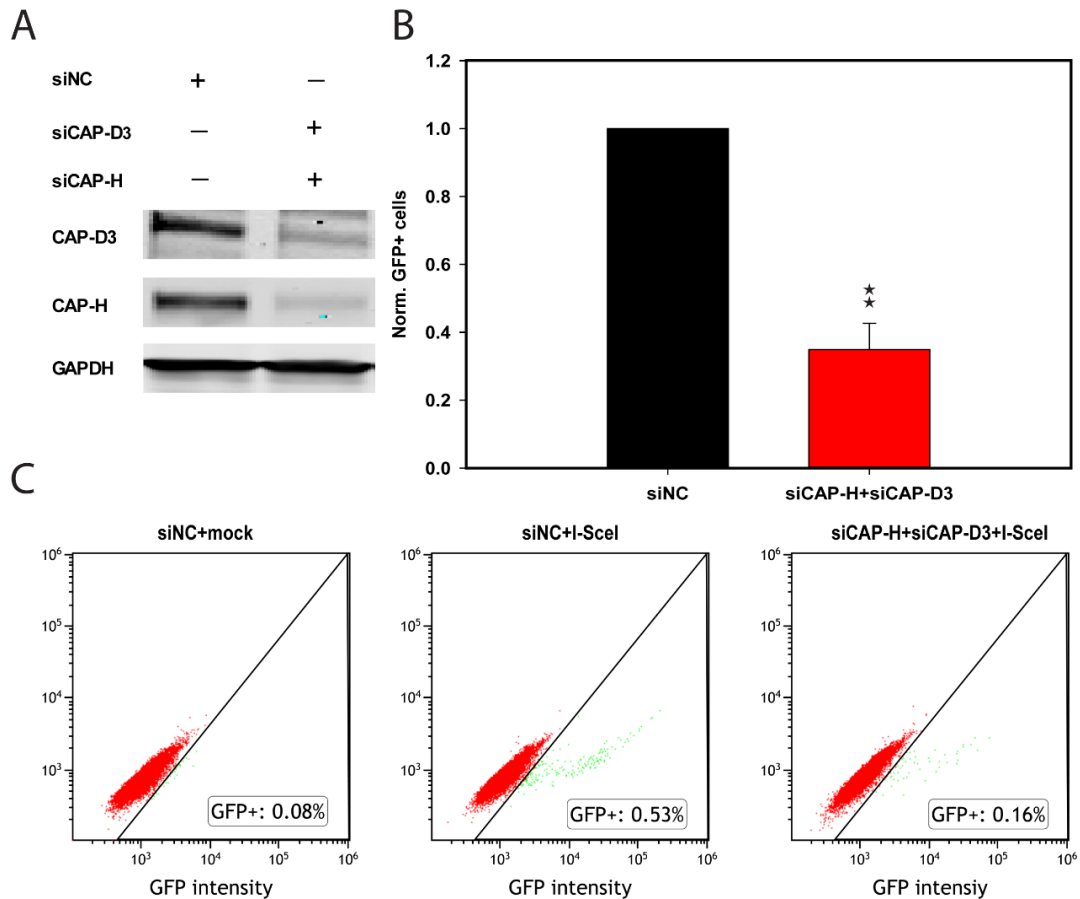 A
siNC + —
siCAP-D3 — +
siCAP-H — +
CAP-D3
CAP-H
GAPDH
B
1.2
1.0
0.8
0.6
0.4
0.2
0.0
Norm. GFP+ cells
★
★
siNC siCAP-H+siCAP-D3
C
siNC+mock
10⁶
10⁵
10⁴
10³
GFP+: 0.08%
10³ 10⁴ 10⁵ 10⁶
GFP intensity
siNC+I-SceI
10⁶
10⁵
10⁴
10³
GFP+: 0.53%
10³ 10⁴ 10⁵ 10⁶
GFP intensity
siCAP-H+siCAP-D3+I-SceI
10⁶
10⁵
10⁴
10³
GFP+: 0.16%
10³ 10⁴ 10⁵ 10⁶
GFP intensiy